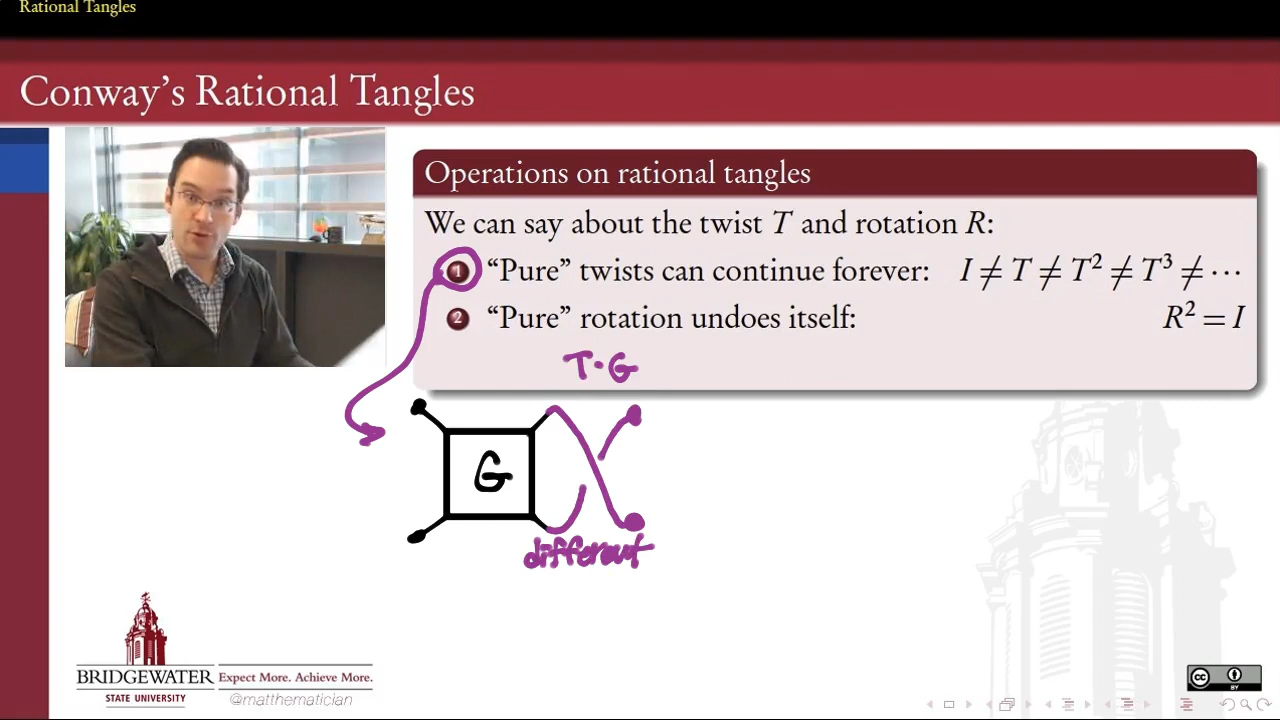 Rational Tangles
Conway's Rational Tangles
Operations on rational tangles
We can say about the twist T and rotation R:
1 "Pure" twists can continue forever: I ≠ T ≠ T² ≠ T³ ≠ ⋯
2 "Pure" rotation undoes itself: R² = I
T·G
G
different
BRIDGEWATER
STATE UNIVERSITY
Expect More. Achieve More.
@matthematician
CC
BY